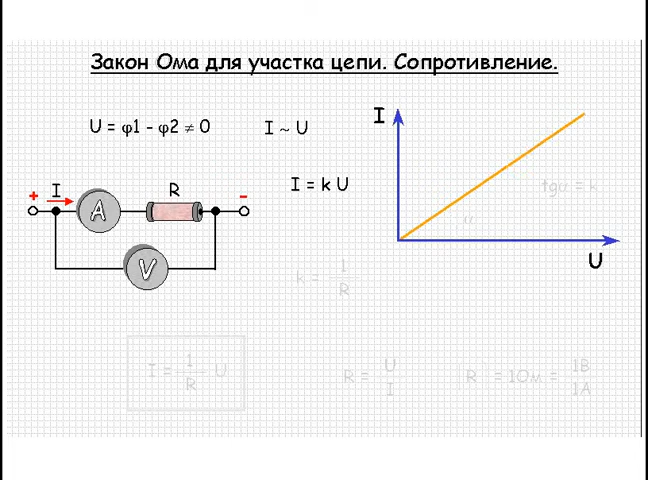 Закон Ома для участка цепи. Сопротивление.
U = φ1 - φ2 ≠ 0
I ~ U
I
I = k U
tgα = k
+
I
R
-
A
α
U
V
k = 1/R
I = 1/R U
R = U/I
R = 1Ом = 1В/1А